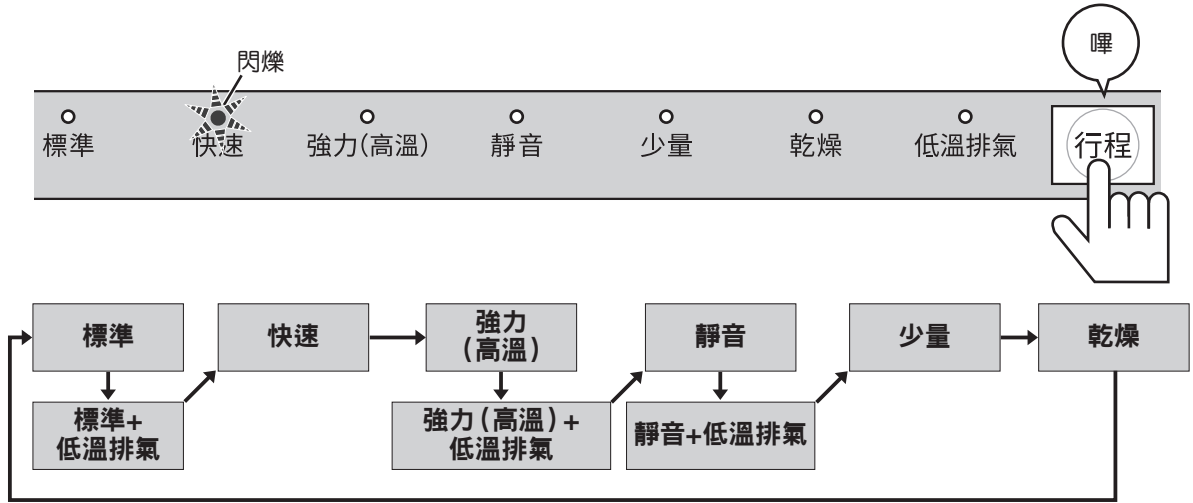 嗶
閃爍
標準 快速 強力(高溫) 靜音 少量 乾燥 低溫排氣 行程
標準 快速 強力 靜音 少量 乾燥
(高溫)
標準+ 強力(高溫)+ 靜音+低溫排氣
低溫排氣 低溫排氣